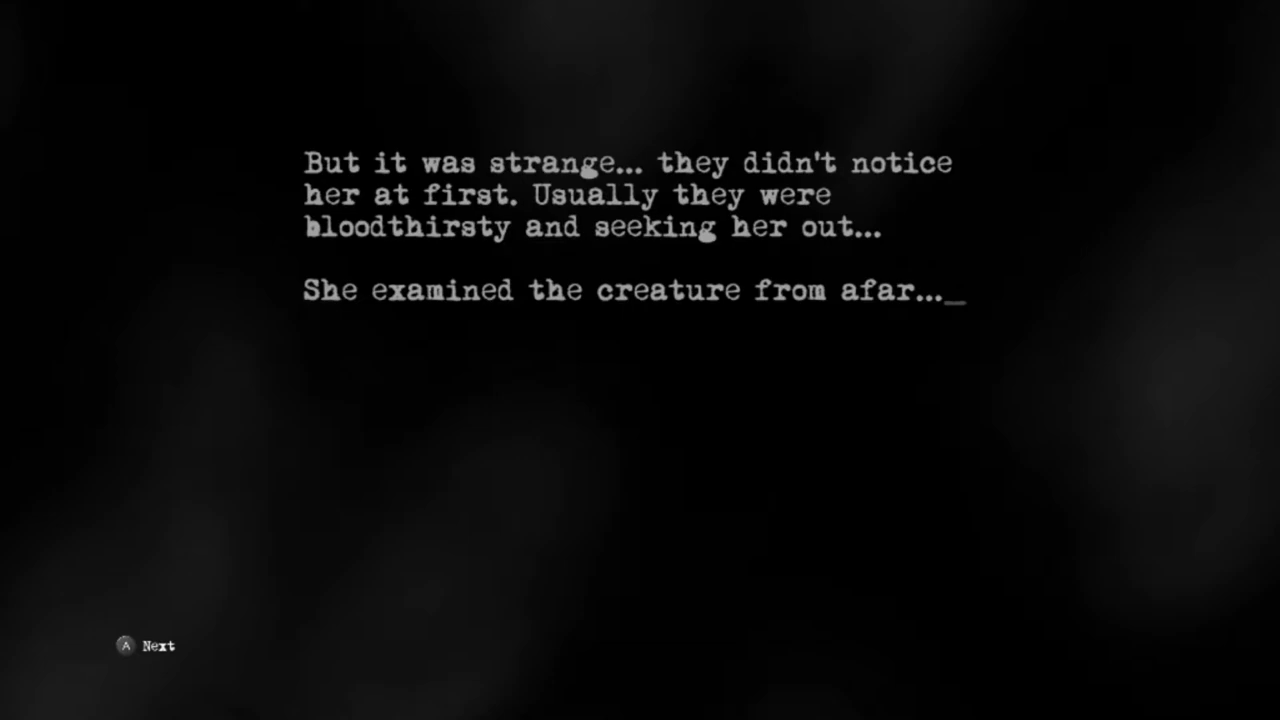 But it was strange... they didn't notice
her at first. Usually they were
bloodthirsty and seeking her out...
She examined the creature from afar..._
A Next